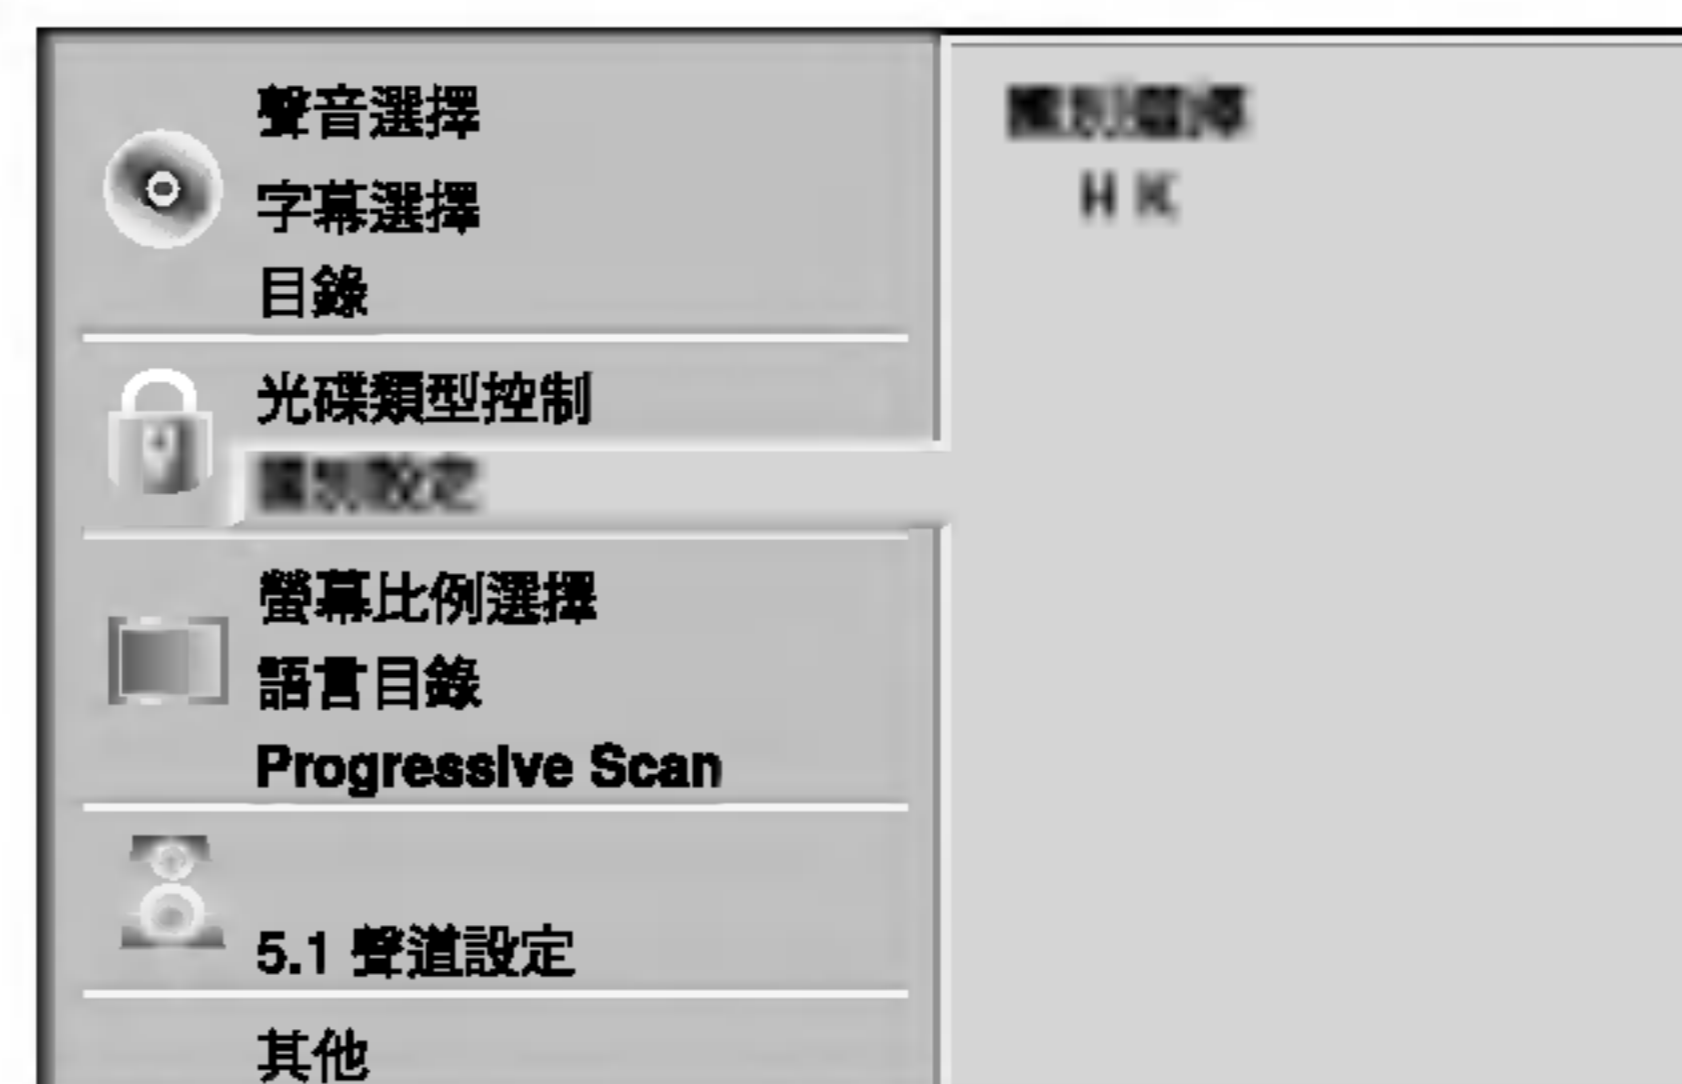 聲音選擇
字幕選擇
目錄
光碟類型控制
螢幕比例選擇
語言目錄
Progressive Scan
5.1 聲道設定
其他
H K